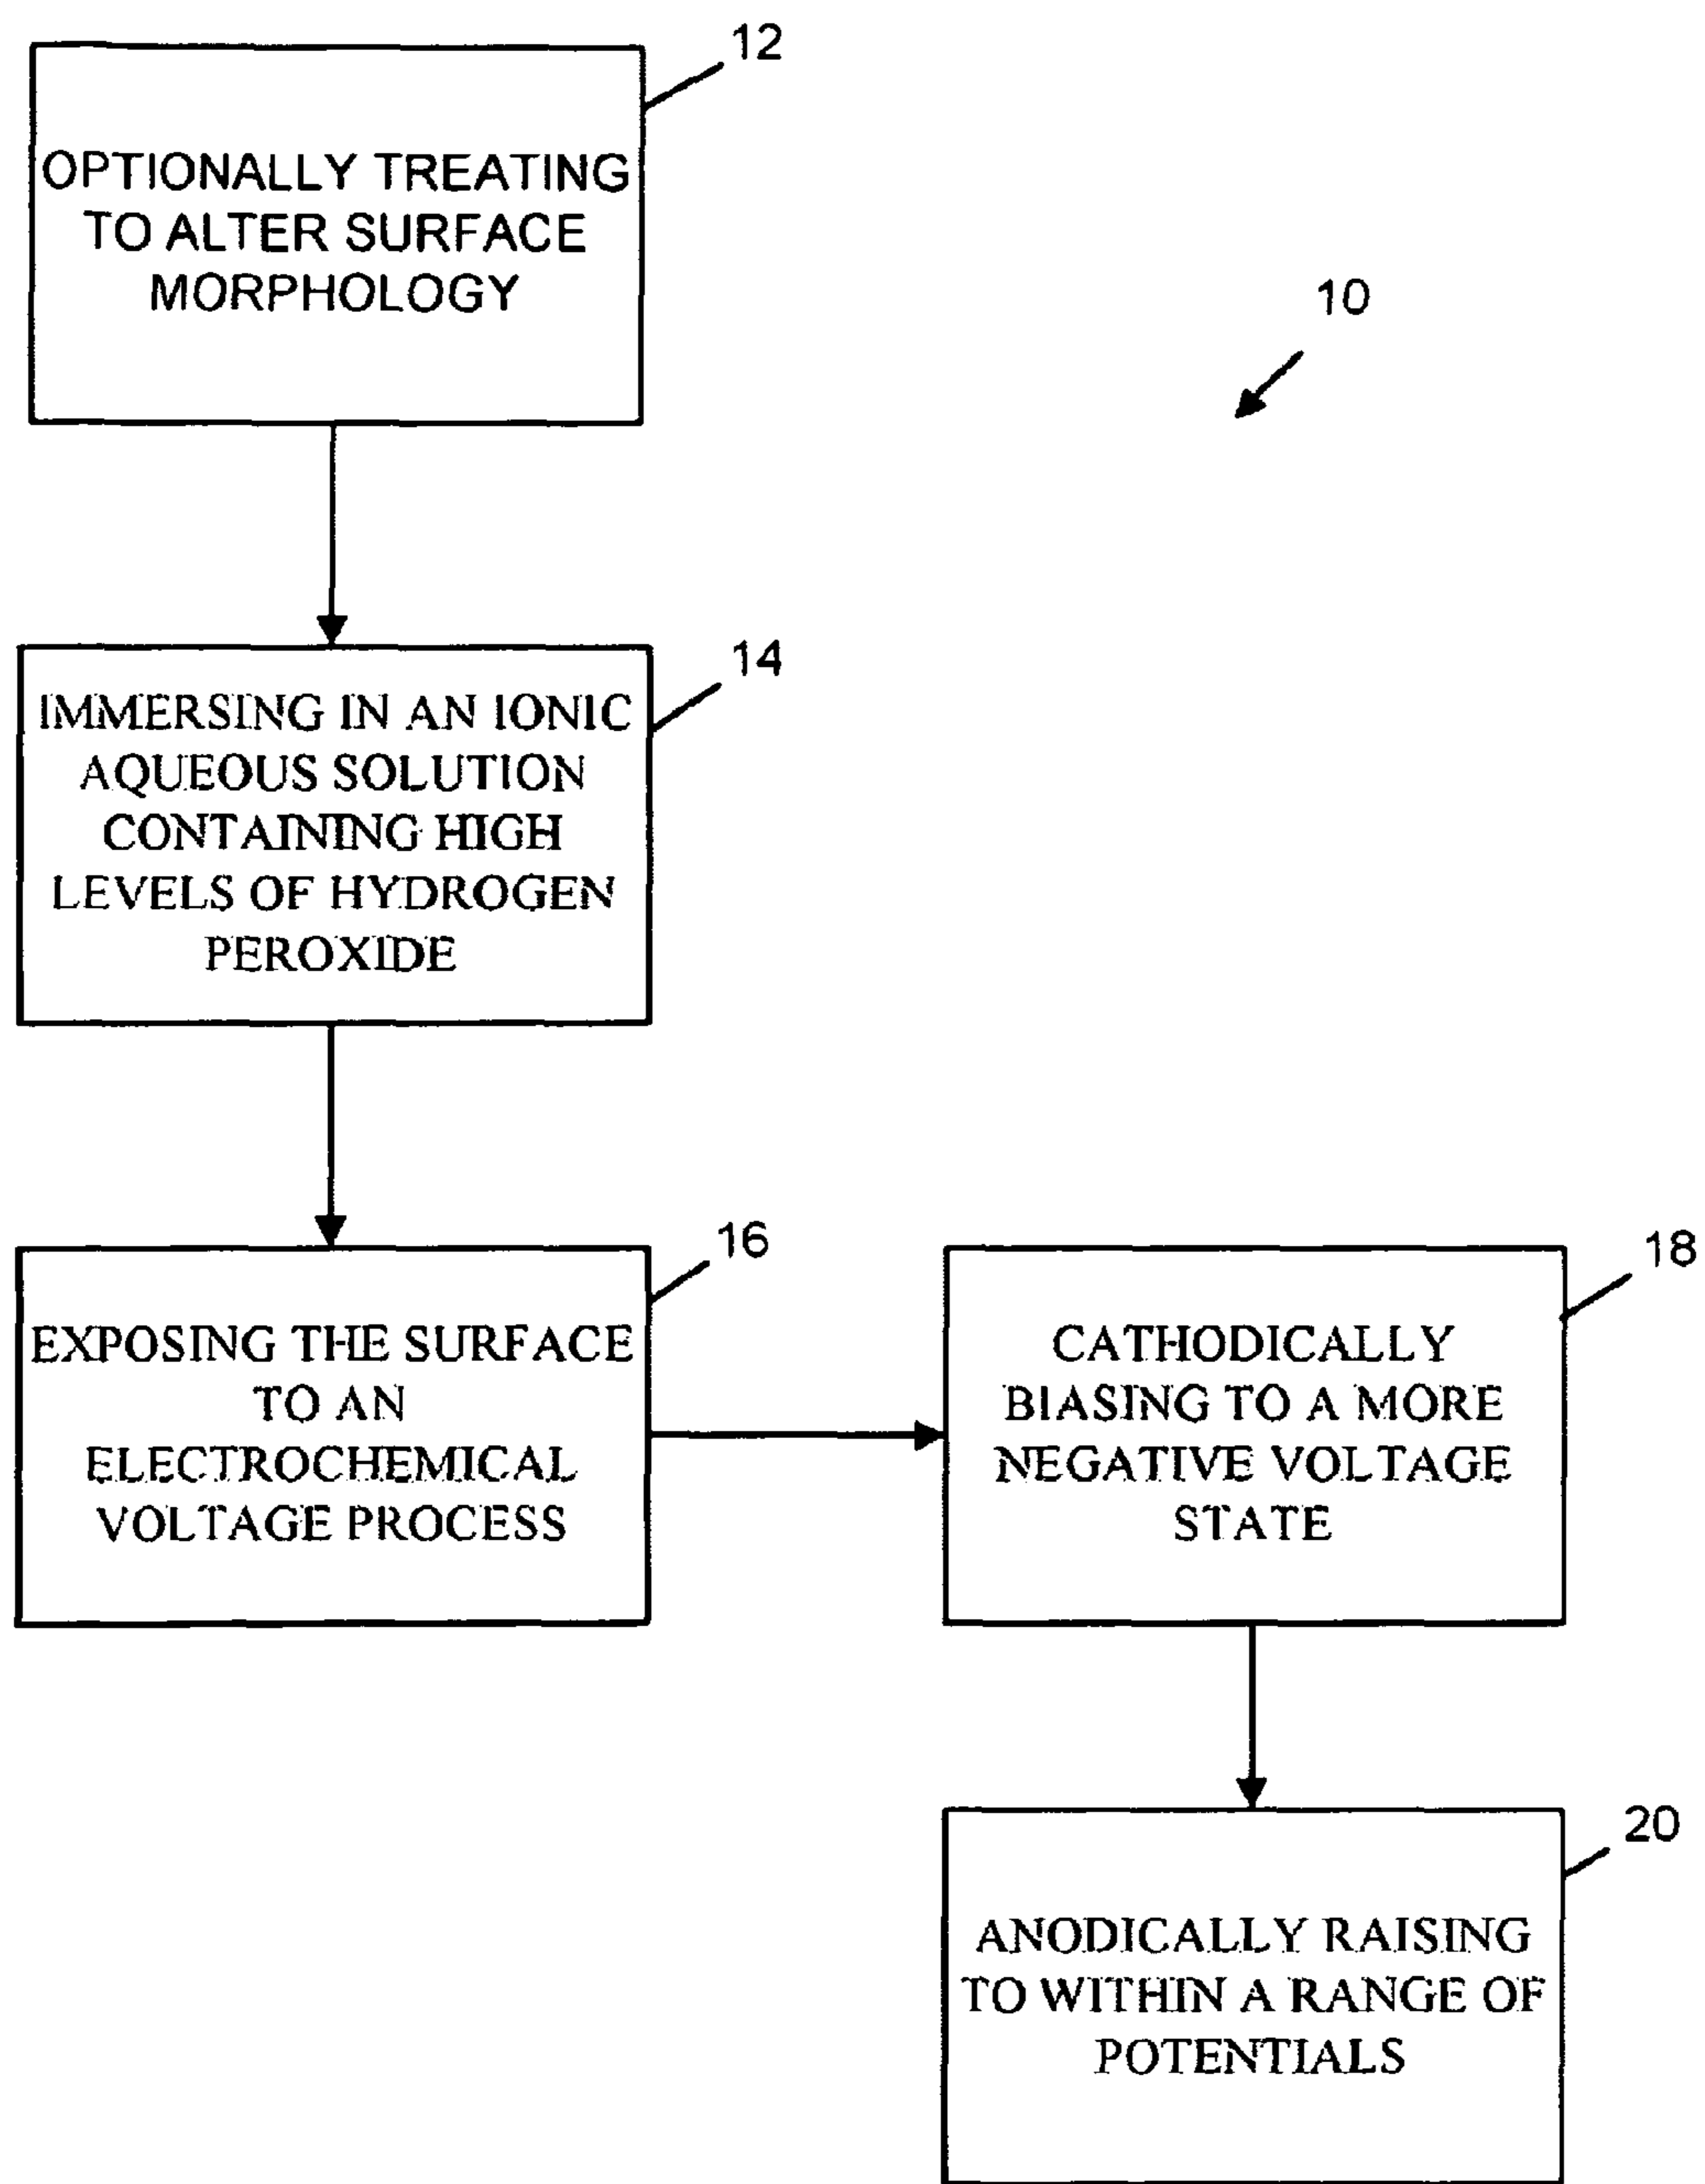 12
OPTIONALLY TREATING
TO ALTER SURFACE
MORPHOLOGY
10
14
IMMERSING IN AN IONIC
AQUEOUS SOLUTION
CONTAINING HIGH
LEVELS OF HYDROGEN
PEROXIDE
16
EXPOSING THE SURFACE
TO AN
ELECTROCHEMICAL
VOLTAGE PROCESS
18
CATHODICALLY
BIASING TO A MORE
NEGATIVE VOLTAGE
STATE
20
ANODICALLY RAISING
TO WITHIN A RANGE OF
POTENTIALS